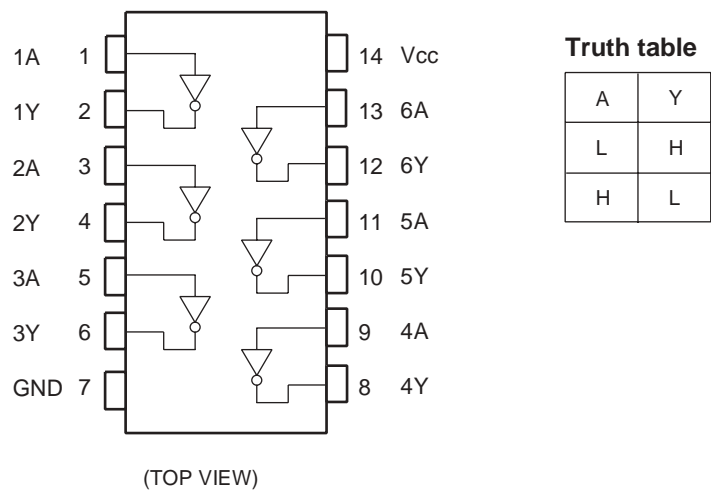 1A 1 14 Vcc
1Y 2 13 6A
2A 3 12 6Y
2Y 4 11 5A
3A 5 10 5Y
3Y 6 9 4A
GND 7 8 4Y
(TOP VIEW)
Truth table
A Y
L H
H L